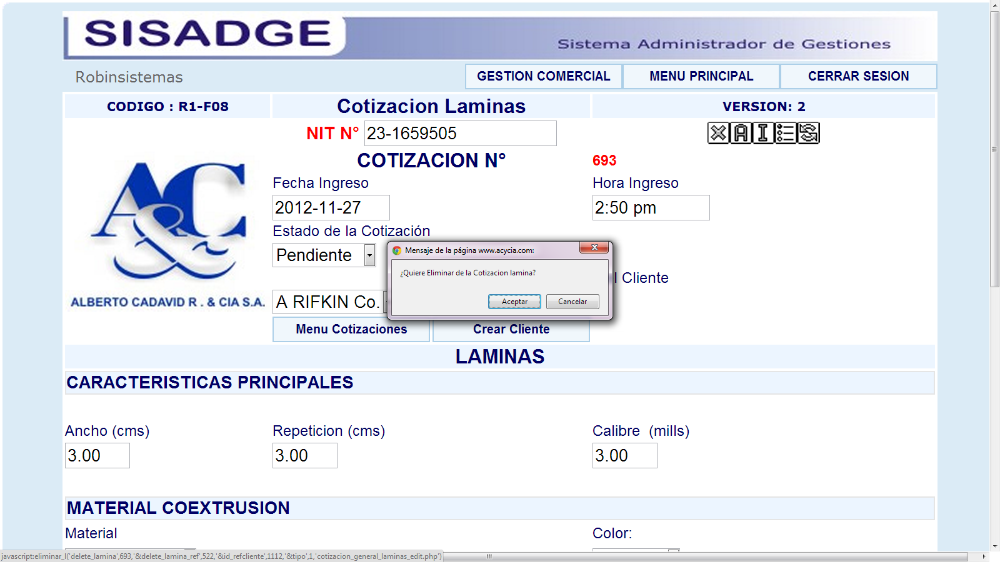 SISADGE
Sistema Administrador de Gestiones
Robinsistemas
GESTION COMERCIAL
MENU PRINCIPAL
CERRAR SESION
CODIGO : R1-F08
Cotizacion Laminas
VERSION: 2
NIT N° 23-1659505
X A I
COTIZACION N° 693
A&C
ALBERTO CADAVID R . & CIA S.A.
Fecha Ingreso
Hora Ingreso
2012-11-27
2:50 pm
Estado de la Cotización
Pendiente
Mensaje de la página www.acycia.com:
¿Quiere Eliminar de la Cotizacion lamina?
Aceptar
Cancelar
l Cliente
A RIFKIN Co.
Menu Cotizaciones
Crear Cliente
LAMINAS
CARACTERISTICAS PRINCIPALES
Ancho (cms)
Repeticion (cms)
Calibre (mills)
3.00
3.00
3.00
MATERIAL COEXTRUSION
Material
Color:
javascript:eliminar_l('delete_lamina',693,'&delete_lamina_ref',522,'&id_refcliente',1112,'&tipo',1,'cotizacion_general_laminas_edit.php')